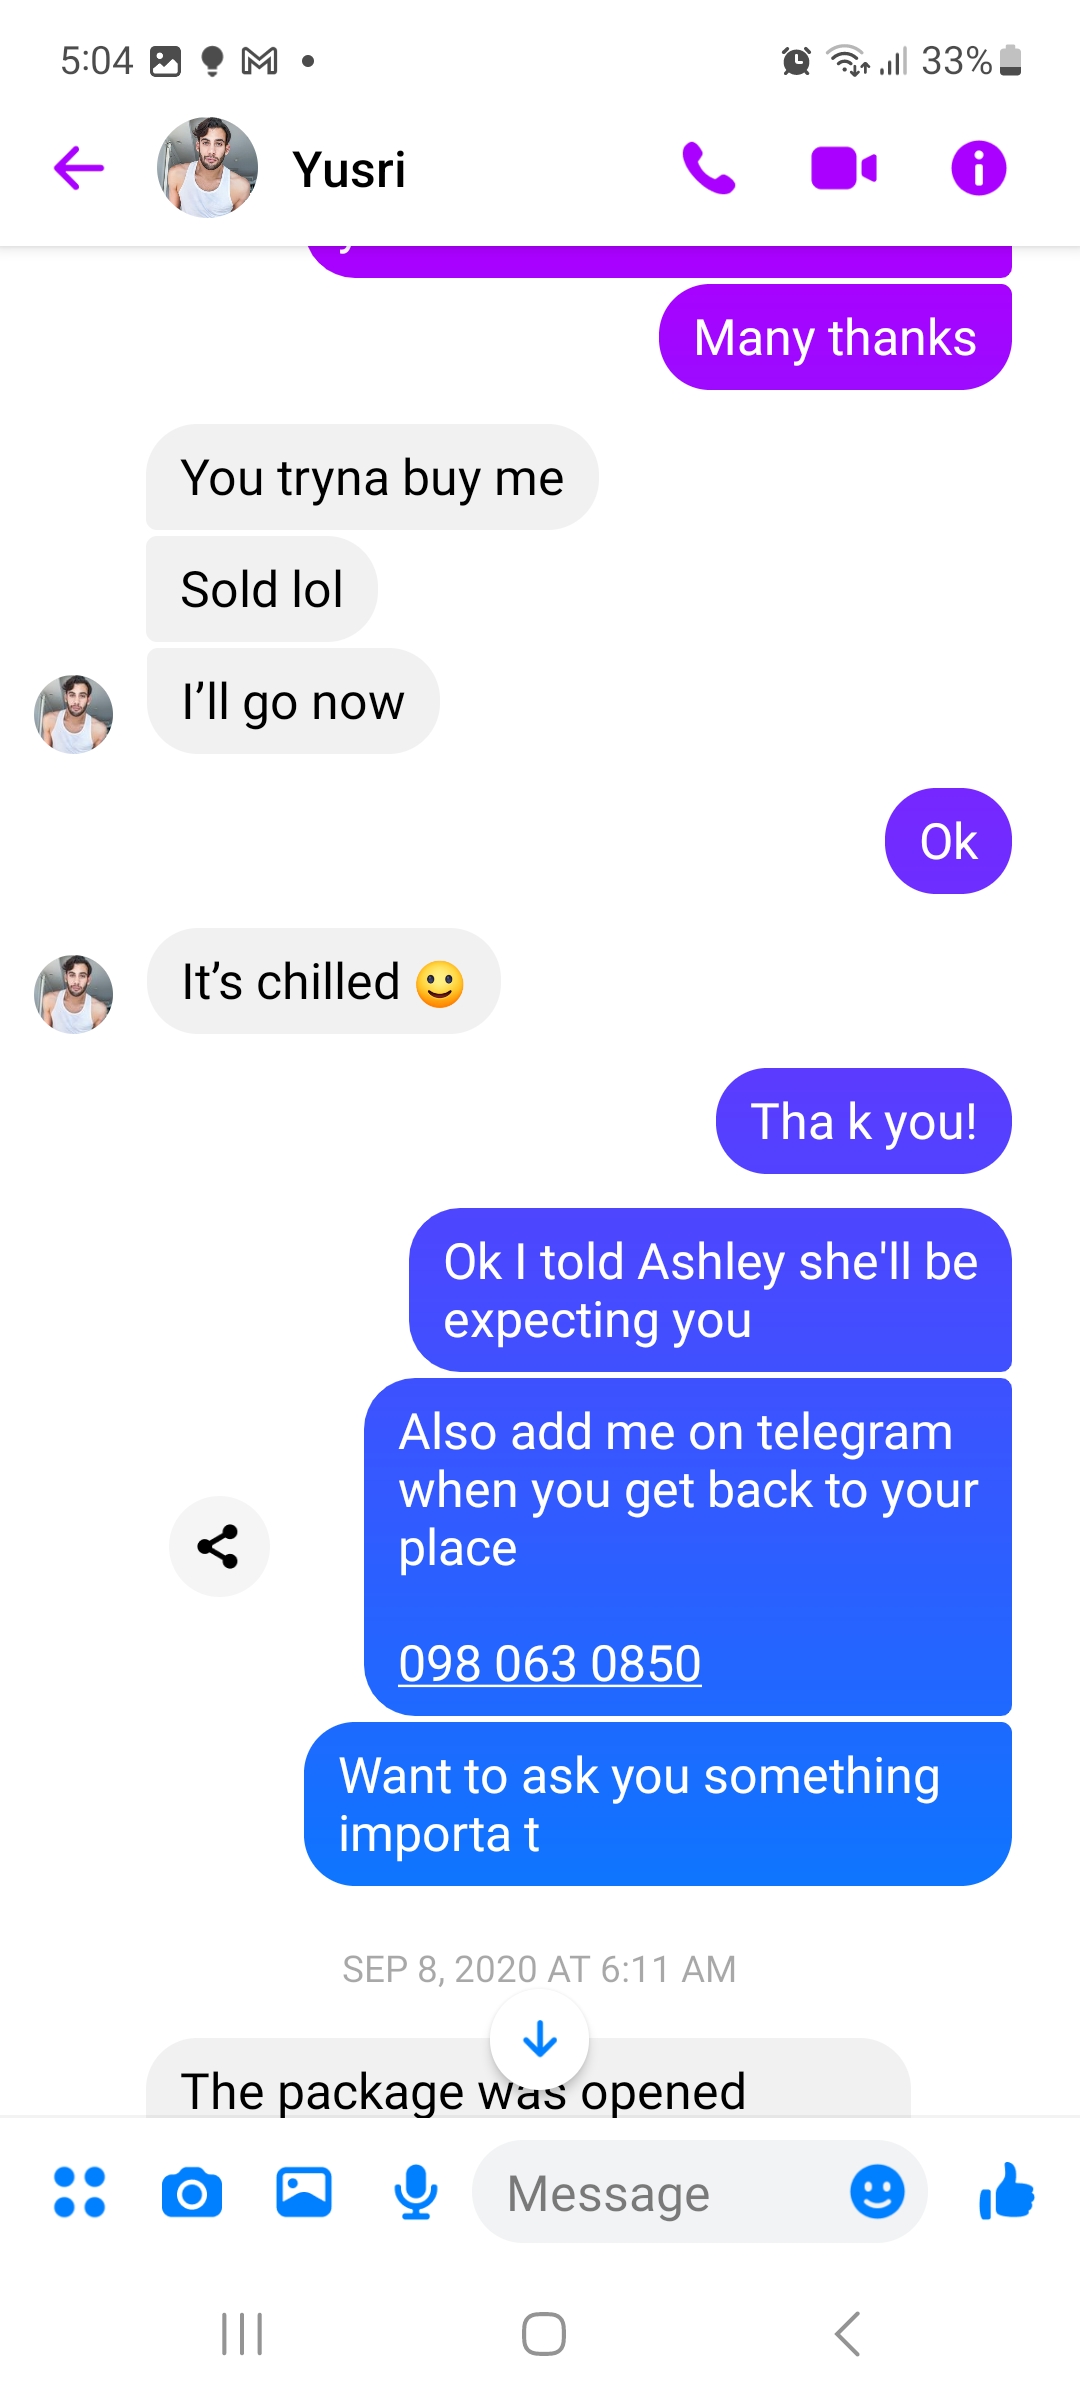 5:04
33%
Yusri
Many thanks
You tryna buy me
Sold lol
I’ll go now
Ok
It’s chilled 🙂
Tha k you!
Ok I told Ashley she'll be
expecting you
Also add me on telegram
when you get back to your
place
098 063 0850
Want to ask you something
importa t
SEP 8, 2020 AT 6:11 AM
The package was opened
Message